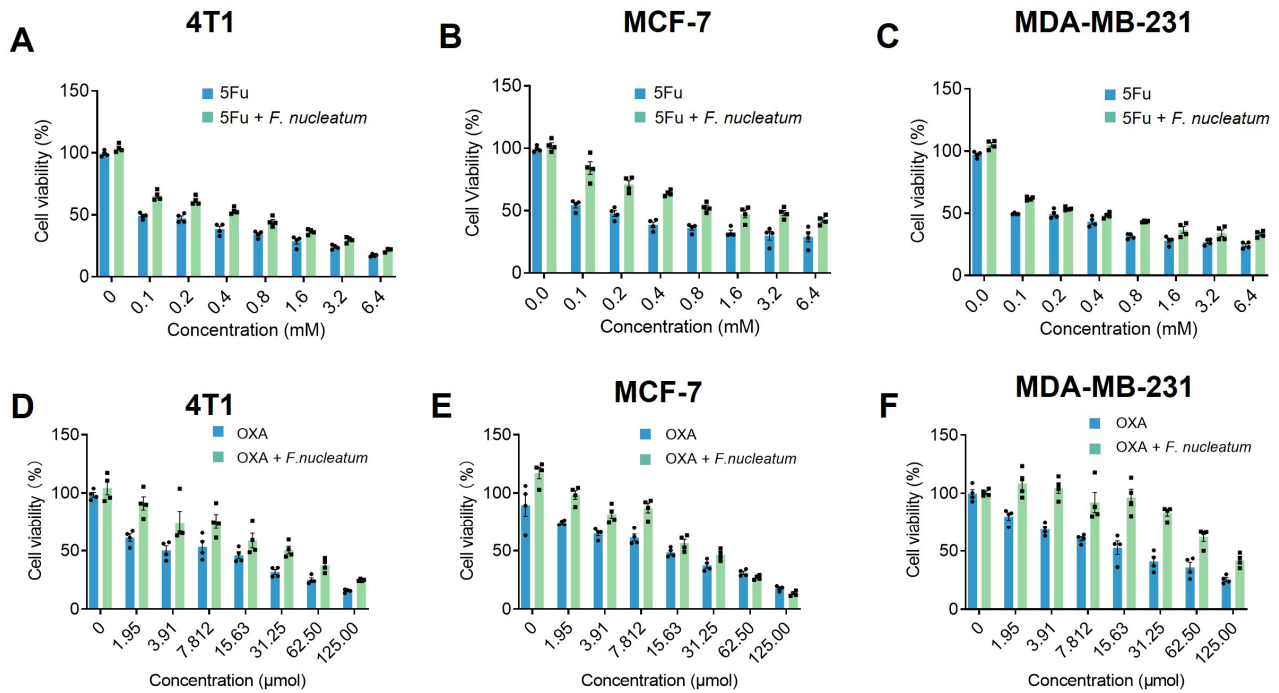 A
4T1
Cell viability (%)
150
100
50
0
5Fu
5Fu + F. nucleatum
0
0.1
0.2
0.4
0.8
1.6
3.2
6.4
Concentration (mM)
B
MCF-7
Cell Viability (%)
150
100
50
0
5Fu
5Fu + F. nucleatum
0.0
0.1
0.2
0.4
0.8
1.6
3.2
6.4
Concentration (mM)
C
MDA-MB-231
Cell viability (%)
150
100
50
0
5Fu
5Fu + F. nucleatum
0.0
0.1
0.2
0.4
0.8
1.6
3.2
6.4
Concentration (mM)
D
4T1
Cell viability (%)
150
100
50
0
OXA
OXA + F.nucleatum
0
1.95
3.91
7.812
15.63
31.25
62.50
125.00
Concentration (μmol)
E
MCF-7
Cell viability (%)
150
100
50
0
OXA
OXA + F.nucleatum
0
1.95
3.91
7.812
15.63
31.25
62.50
125.00
Concentration (μmol)
F
MDA-MB-231
Cell viability (%)
150
100
50
0
OXA
OXA + F.nucleatum
0
1.95
3.91
7.812
15.63
31.25
62.50
125.00
Concentration (μmol)